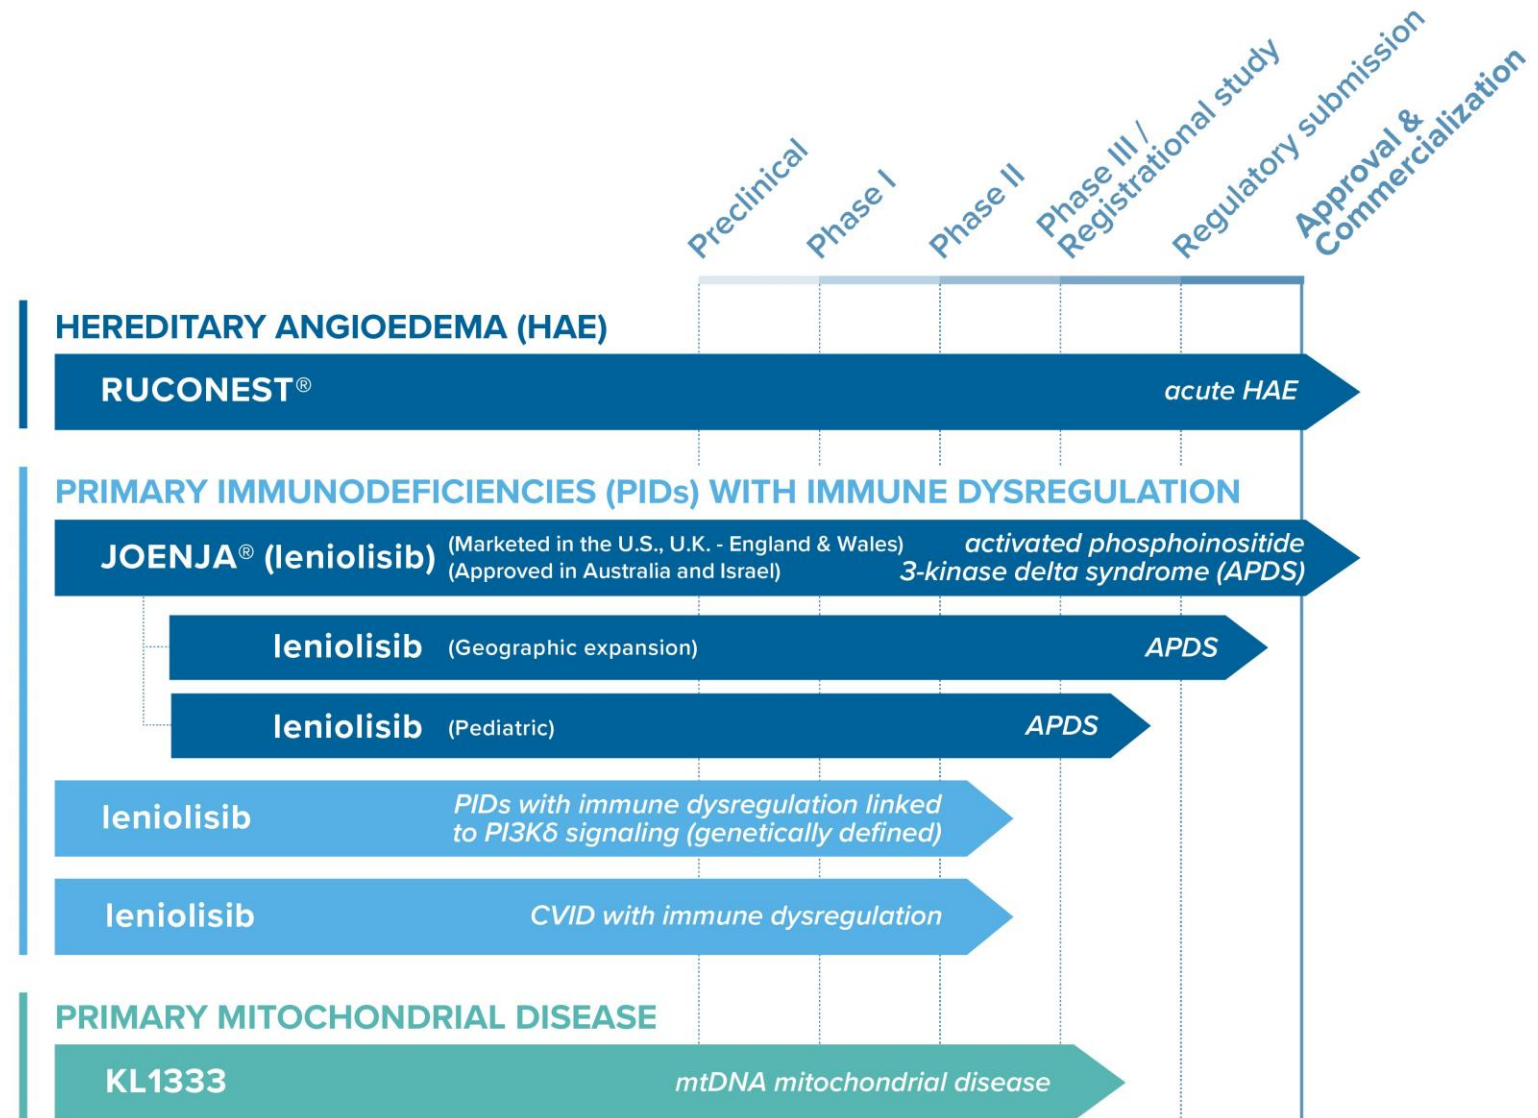 Preclinical
Phase I
Phase II
Phase III /
Registrational study
Regulatory submission
Approval &
Commercialization
HEREDITARY ANGIOEDEMA (HAE)
RUCONEST® acute HAE
PRIMARY IMMUNODEFICIENCIES (PIDs) WITH IMMUNE DYSREGULATION
JOENJA® (leniolisib)
(Marketed in the U.S., U.K. - England & Wales)
(Approved in Australia and Israel)
activated phosphoinositide
3-kinase delta syndrome (APDS)
leniolisib (Geographic expansion) APDS
leniolisib (Pediatric) APDS
leniolisib
PIDs with immune dysregulation linked
to PI3Kδ signaling (genetically defined)
leniolisib CVID with immune dysregulation
PRIMARY MITOCHONDRIAL DISEASE
KL1333 mtDNA mitochondrial disease